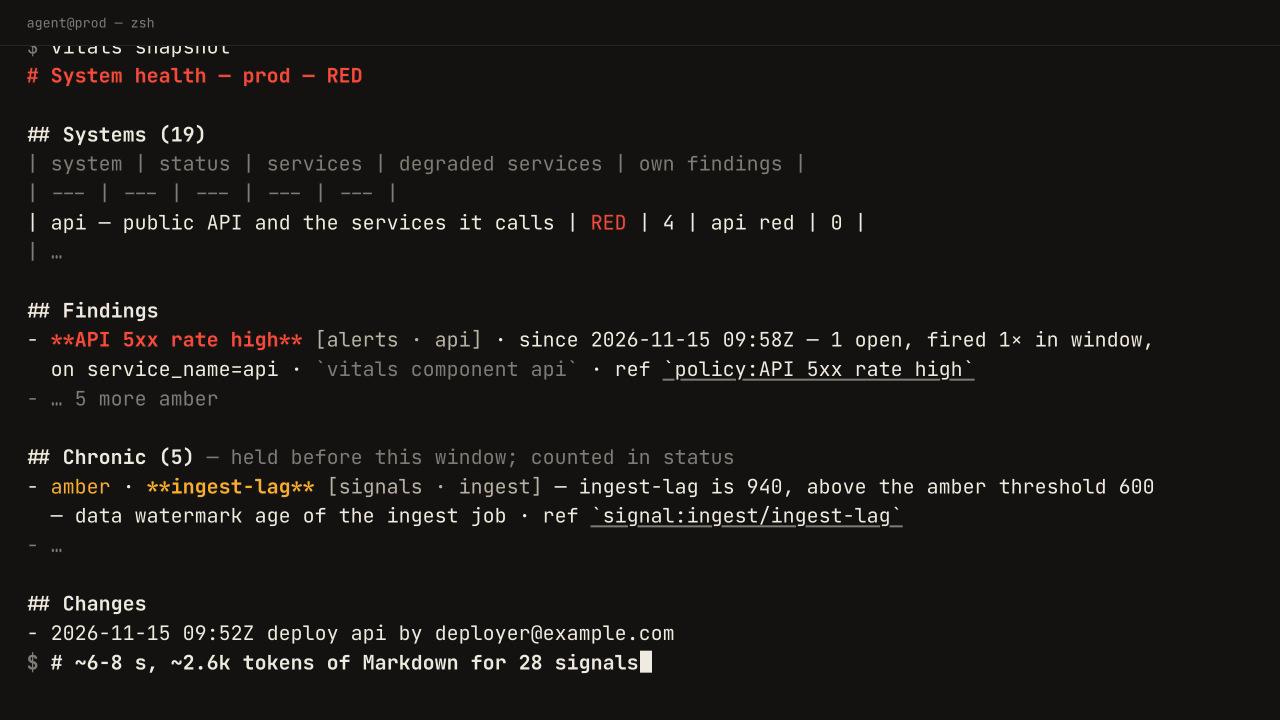 agent@prod — zsh
$ vitals snapshot
# System health — prod — RED
## Systems (19)
| system | status | services | degraded services | own findings |
| --- | --- | --- | --- | --- |
| api — public API and the services it calls | RED | 4 | api red | 0 |
| …
## Findings
- **API 5xx rate high** [alerts · api] · since 2026-11-15 09:58Z — 1 open, fired 1× in window,
on service_name=api · `vitals component api` · ref `policy:API 5xx rate high`
- … 5 more amber
## Chronic (5) — held before this window; counted in status
- amber · **ingest-lag** [signals · ingest] — ingest-lag is 940, above the amber threshold 600
— data watermark age of the ingest job · ref `signal:ingest/ingest-lag`
- …
## Changes
- 2026-11-15 09:52Z deploy api by deployer@example.com
$ # ~6-8 s, ~2.6k tokens of Markdown for 28 signals